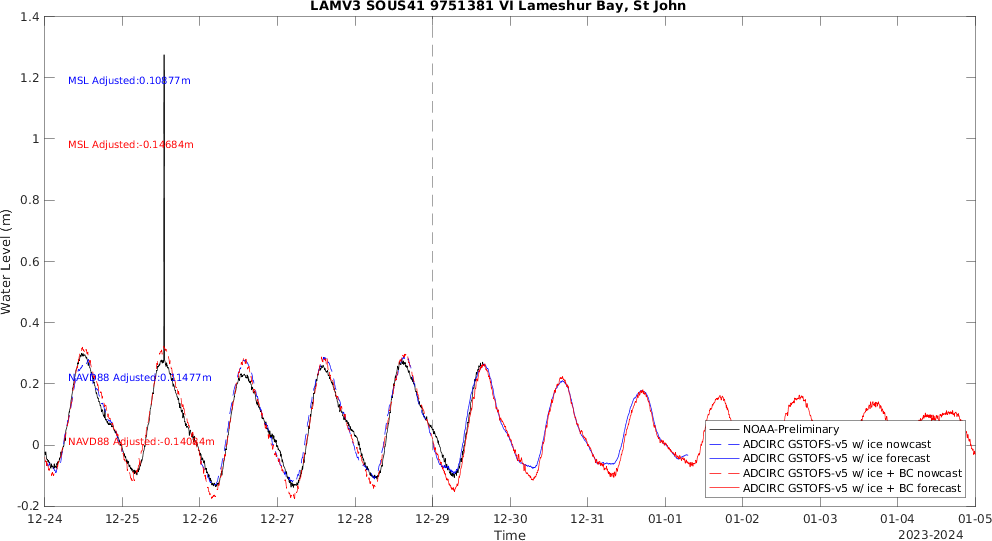 LAMV3 SOUS41 9751381 VI Lameshur Bay, St John
1.4
1.2
1
0.8
0.6
0.4
0.2
0
-0.2
Water Level (m)
MSL Adjusted:0.10877m
MSL Adjusted:-0.14684m
NAVD88 Adjusted:0.11477m
NAVD88 Adjusted:-0.14084m
NOAA-Preliminary
ADCIRC GSTOFS-v5 w/ ice nowcast
ADCIRC GSTOFS-v5 w/ ice forecast
ADCIRC GSTOFS-v5 w/ ice + BC nowcast
ADCIRC GSTOFS-v5 w/ ice + BC forecast
12-24 12-25 12-26 12-27 12-28 12-29 12-30 12-31 01-01 01-02 01-03 01-04 01-05
Time
2023-2024